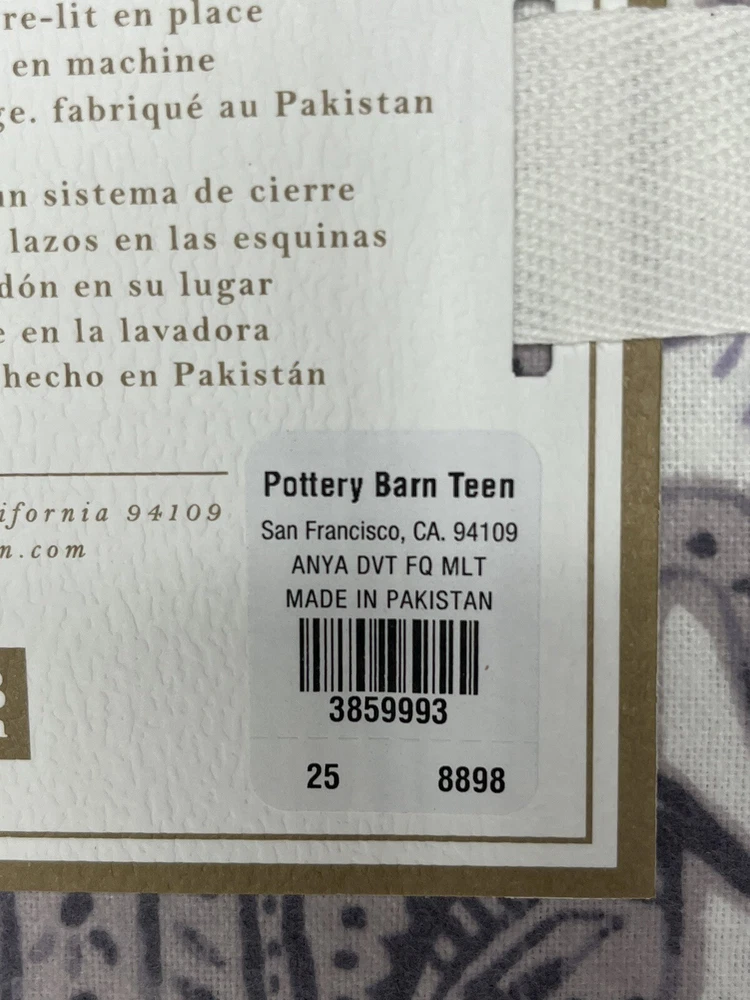 re-lit en place
en machine
ge. fabriqué au Pakistan
un sistema de cierre
lazos en las esquinas
en su lugar
en la lavadora
hecho en Pakistán
94109
n.com
Pottery Barn Teen
San Francisco, CA. 94109
ANYA DVT FQ MLT
MADE IN PAKISTAN
3859993
25 8898